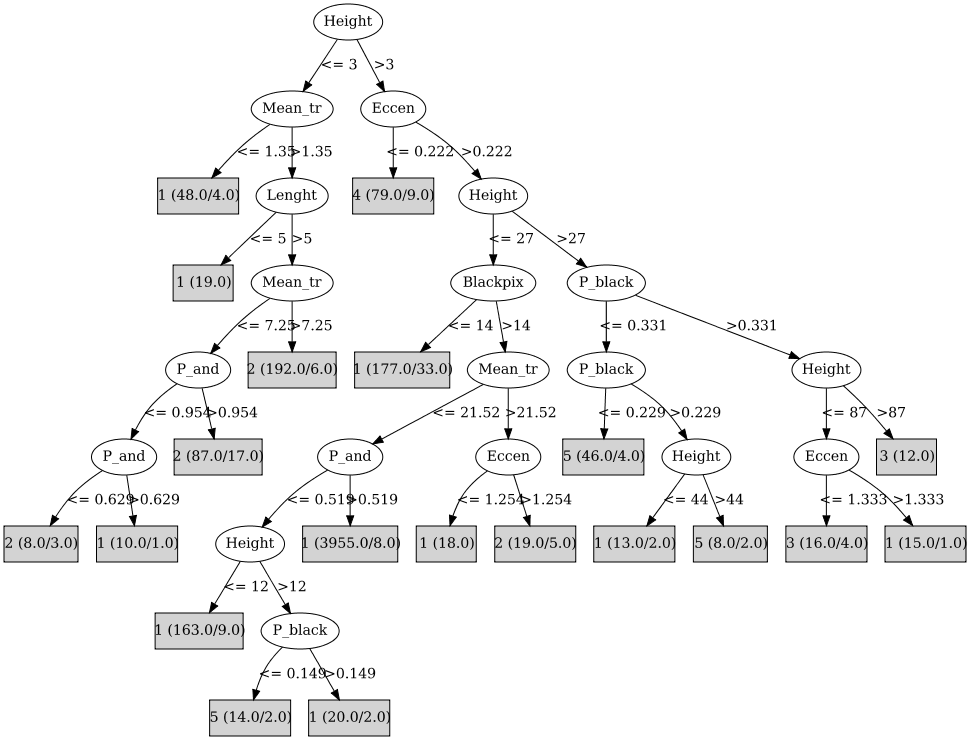 Height
<= 3 >3
Mean_tr Eccen
<= 1.35 >1.35 <= 0.222 >0.222
1 (48.0/4.0) Lenght 4 (79.0/9.0) Height
<= 5 >5 <= 27 >27
1 (19.0) Mean_tr Blackpix P_black
<= 7.25 >7.25 <= 14 >14 <= 0.331 >0.331
P_and 2 (192.0/6.0) 1 (177.0/33.0) Mean_tr P_black Height
<= 0.954 >0.954 <= 21.52 >21.52 <= 0.229 >0.229 <= 87 >87
P_and 2 (87.0/17.0) P_and Eccen 5 (46.0/4.0) Height Eccen 3 (12.0)
<= 0.629 >0.629 <= 0.519 >0.519 <= 1.254 >1.254 <= 44 >44 <= 1.333 >1.333
2 (8.0/3.0) 1 (10.0/1.0) Height 1 (3955.0/8.0) 1 (18.0) 2 (19.0/5.0) 1 (13.0/2.0) 5 (8.0/2.0) 3 (16.0/4.0) 1 (15.0/1.0)
<= 12 >12
1 (163.0/9.0) P_black
<= 0.149 >0.149
5 (14.0/2.0) 1 (20.0/2.0)